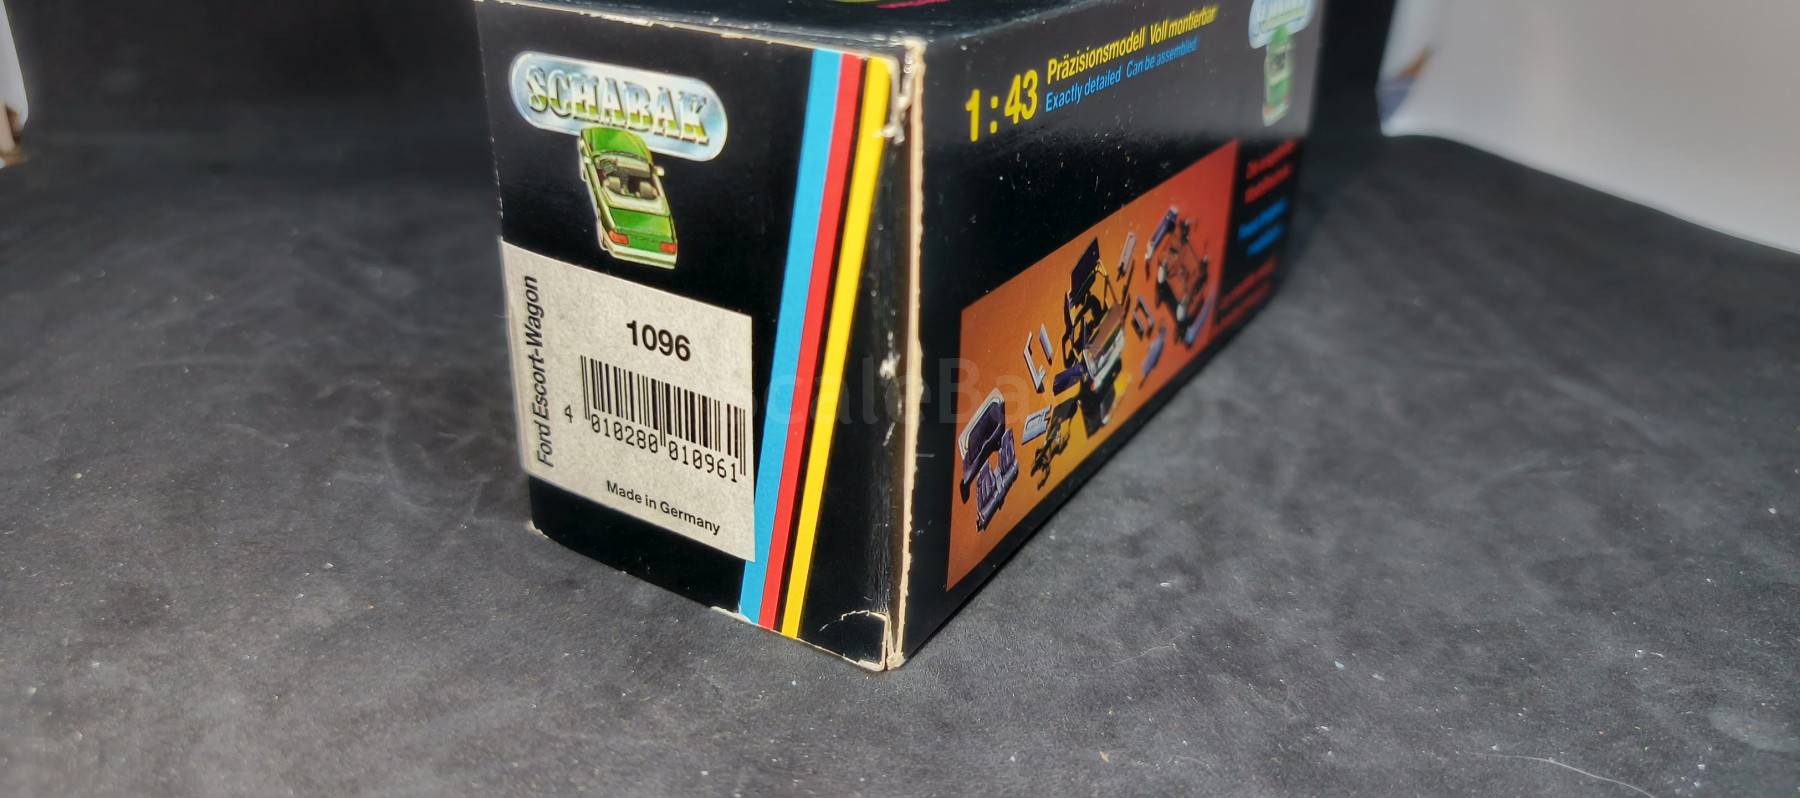 SCHABAK
Ford Escort-Wagon
1096
4 010280 010961
Made in Germany
1:43
Präzisionsmodell Voll montierbar
Exactly detailed Can be assembled